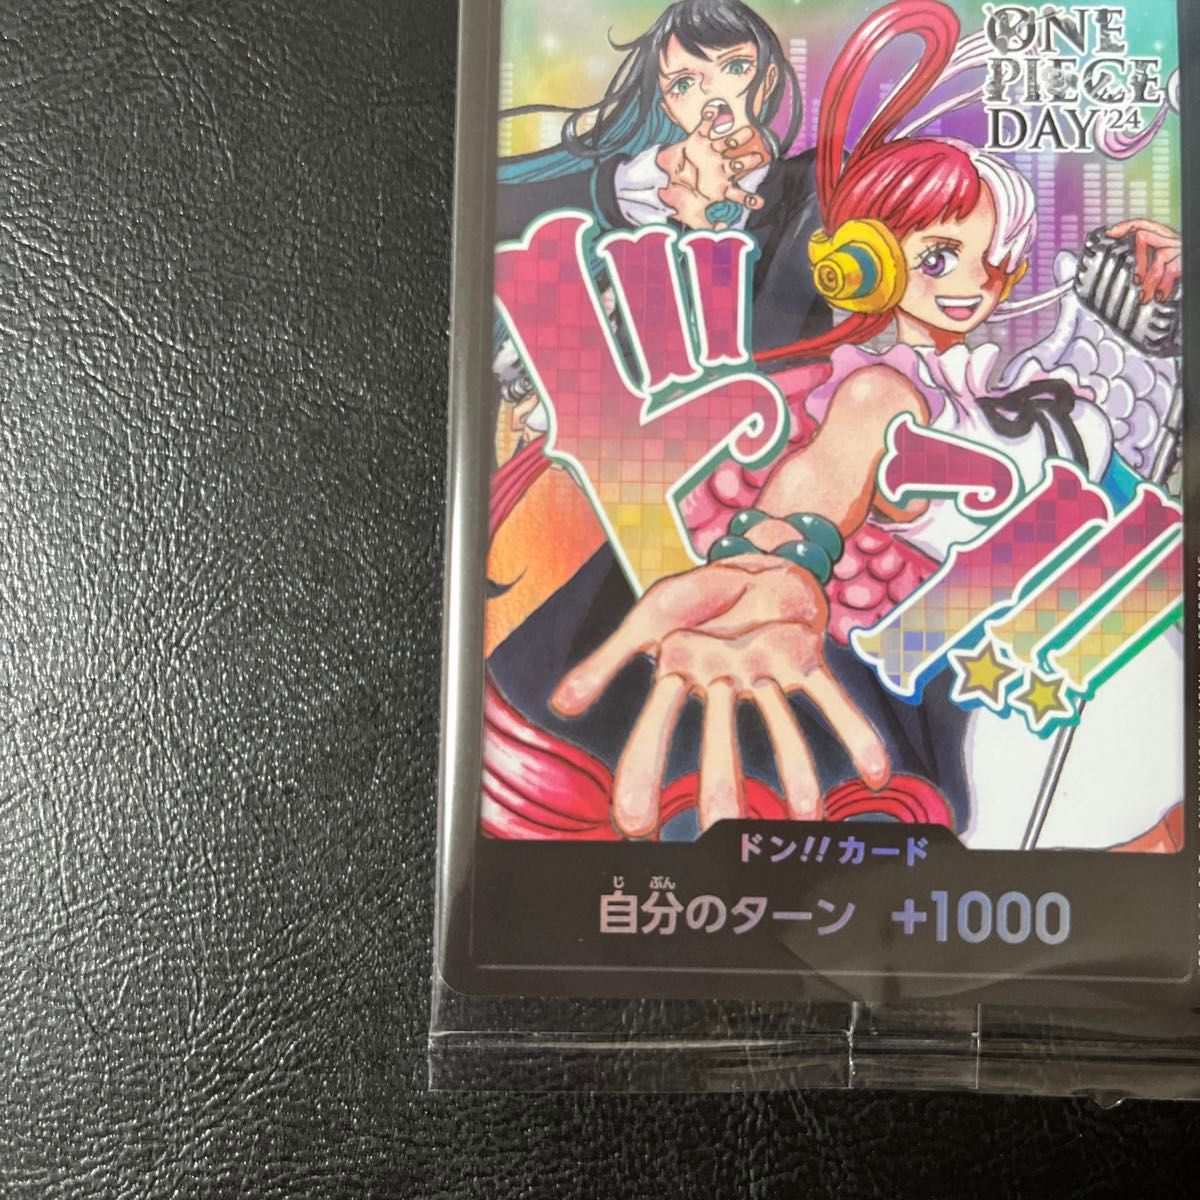 ONE
PIECE
DAY '24
ドン!!
ドン!!カード
じ ぶん
自分のターン +1000